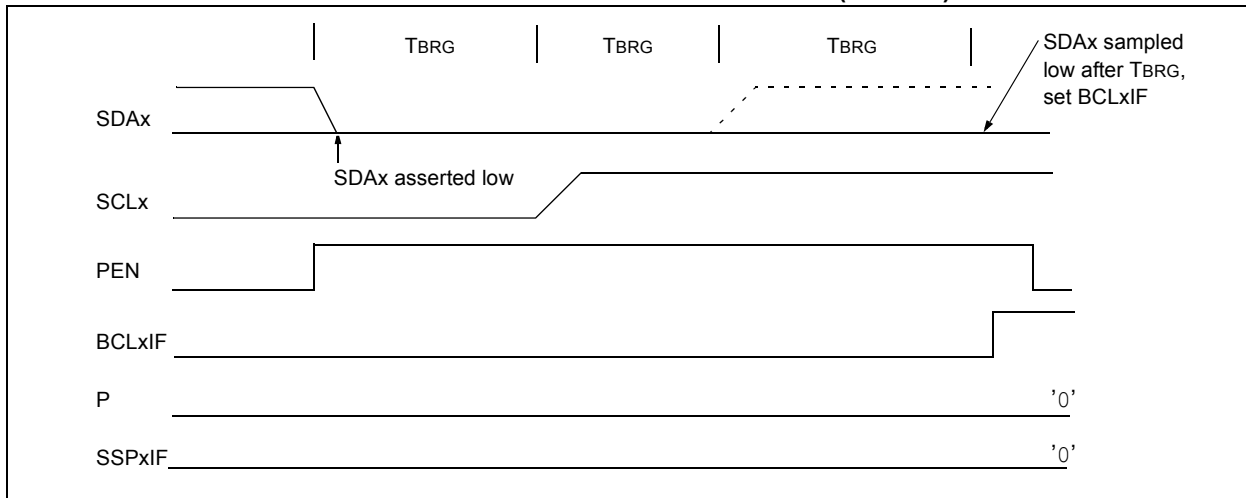 TBRG TBRG TBRG
SDAx sampled
low after TBRG,
set BCLxIF
SDAx
SDAx asserted low
SCLx
PEN
BCLxIF
P '0'
SSPxIF '0'